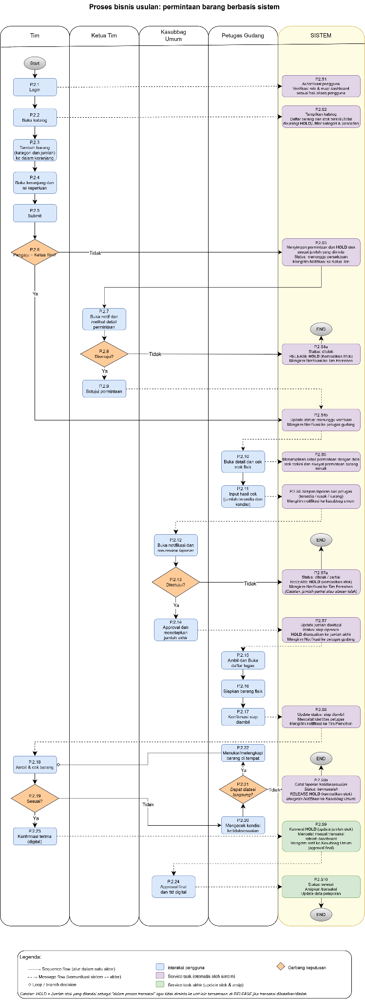 Proses bisnis usulan: permintaan barang berbasis sistem
Tim
Ketua Tim
Kasubbag
Umum
Petugas Gudang
SISTEM
Start
P.2.1
Login
P.2.S1
Autentikasi pengguna
Verifikasi role & muat dashboard
sesuai hak akses pengguna
P.2.2
Buka katalog
P.2.S2
Tampilkan katalog
Daftar barang dan stok terkini (Total
dikurangi HOLD), filter kategori & pencarian
P.2.3
Tambah barang
(kategori dan jumlah)
ke dalam keranjang
P.2.4
Buka keranjang dan
isi keperluan
P.2.5
Submit
P.2.6
Pengaju = Ketua Tim?
Tidak
P.2.S3
Menyimpan permintaan dan HOLD stok
sesuai jumlah yang diminta
Status: menunggu persetujuan
Mengirim Notifikasi ke Ketua Tim
Ya
P.2.7
Buka notif dan
melihat detail
permintaan
END
P.2.8
Disetujui?
Tidak
P.2.S4a
Status: ditolak
RELEASE HOLD (Kembalikan Stok)
Mengirim Notifikasi ke Tim Pemohon
Ya
P.2.9
Setujui permintaan
P.2.S4b
Update status: menunggu verifikasi
Mengirim Notifikasi ke petugas gudang
P.2.10
Buka detail dan cek
stok fisik
P.2.S5
Menampilkan detail permintaan dengan data
stok terkini dan riwayat permintaan barang
terkait
P.2.11
Input hasil cek
(jumlah tersedia dan
kondisi)
P.2.S6 Simpan laporan dari petugas
(tersedia / rusak / kurang)
Mengirim notifikasi ke kasubbag umum
P.2.12
Buka notifikasi dan
me-review laporan
END
P.2.13
Disetujui?
Tidak
P.2.S7a
Status: ditolak / partial
RELEASE HOLD (kembalikan stok)
Mengirim Notifikasi ke Tim Pemohon
(Catatan: jumlah partial atau alasan tolak)
Ya
P.2.14
Approval dan
menetapkan
jumlah akhir
P.2.S7
Update jumlah disetujui
Status: siap diproses
HOLD disesuaikan ke jumlah akhir
Mengirim Notifikasi ke petugas gudang
P.2.15
Ambil dan Buka
daftar tugas
P.2.16
Siapkan barang fisik
P.2.17
Konfirmasi siap
diambil
P.2.S8
Update status: siap diambil
Mencatat identitas petugas
Mengirim notifikasi ke Tim Pemohon
P.2.18
Ambil & cek barang
P.2.22
Menukar/melengkapi
barang di tempat
END
Ya
P.2.21
Dapat diatasi
langsung?
Tdiak
P.2.S9a
Catat laporan ketidaksesuaian
Status: bermasalah
RELEASE HOLD (kembalikan stok)
Mengirim Notifikasi ke Kasubbag Umum
P.2.19
Sesuai?
Tidak
Ya
P.2.20
Mengecek kondisi
ketidaksesuaian
P.2.23
Konfirmasi terima
(digital)
P.2.S9
Konversi HOLD (update jumlah stok)
Mencatat riwayat transaksi
refresh dashboard
Mengirim notif ke Kasubbag Umum
(approval final)
P.2.24
Approval final
dan ttd digital
P.2.S10
Status: selesai
Arsipkan transaksi
Update data pelaporan
END
Legenda:
Sequence flow (alur dalam satu aktor)
interaksi pengguna
Gerbang keputusan
Message flow (komunikasi sistem ↔ aktor)
Service task (otomatis oleh sistem)
Loop / branch decision
Service task akhir (update stok & arsip)
Catatan: HOLD = Jumlah stok yang ditandai sebagai "dalam proses transaksi" agar tidak diminta ke unit lain bersamaan; di-RELEASE jika transaksi dibatalkan/ditolak.